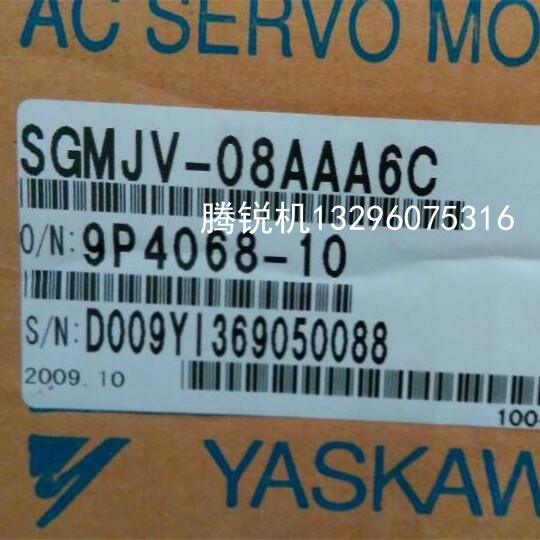 AC SERVO MO
SGMJV-08AAA6C
腾锐机13296075316
O/N: 9P4068-10
S/N: D009Y1369050088
2009.10
100
YASKAW